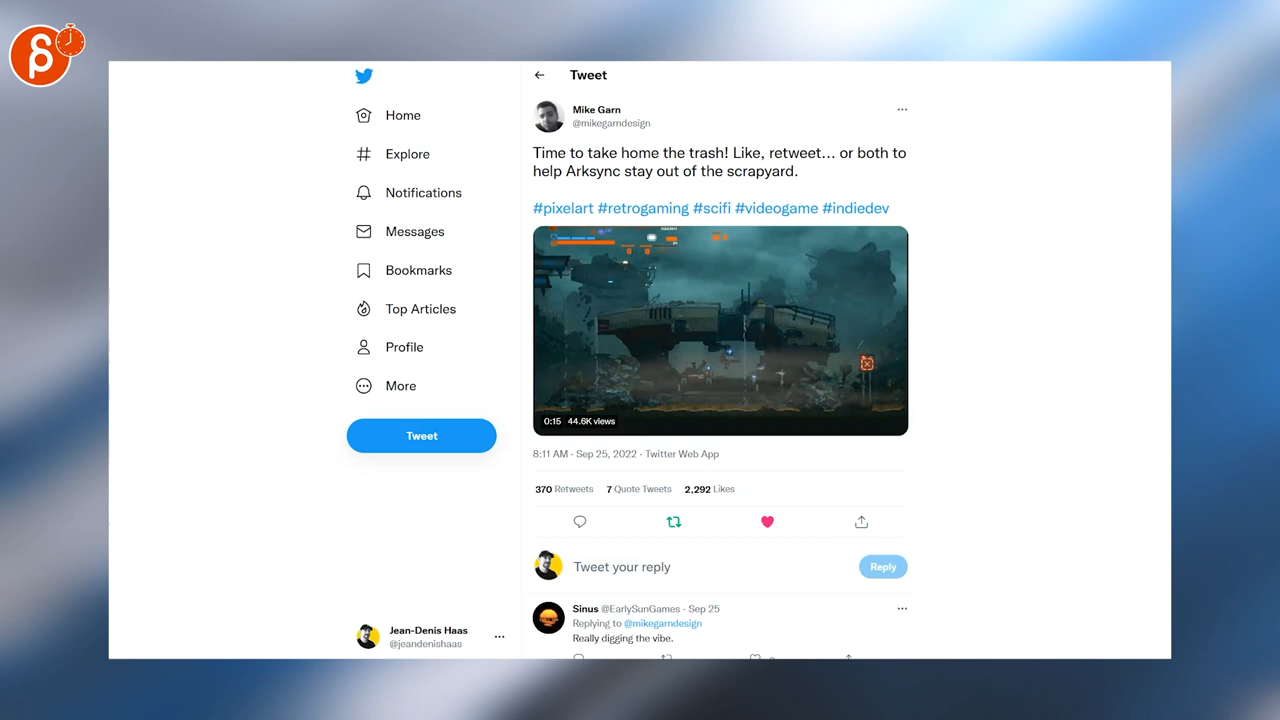 Tweet
Home
Explore
Notifications
Messages
Bookmarks
Top Articles
Profile
More
Tweet
Jean-Denis Haas
@jeandenishaas
Mike Garn
@mikegarndesign
Time to take home the trash! Like, retweet... or both to
help Arksync stay out of the scrapyard.
#pixelart #retrogaming #scifi #videogame #indiedev
0:15 44.6K views
8:11 AM · Sep 25, 2022 · Twitter Web App
370 Retweets 7 Quote Tweets 2,292 Likes
Tweet your reply
Reply
Sinus @EarlySunGames · Sep 25
Replying to @mikegarndesign
Really digging the vibe.